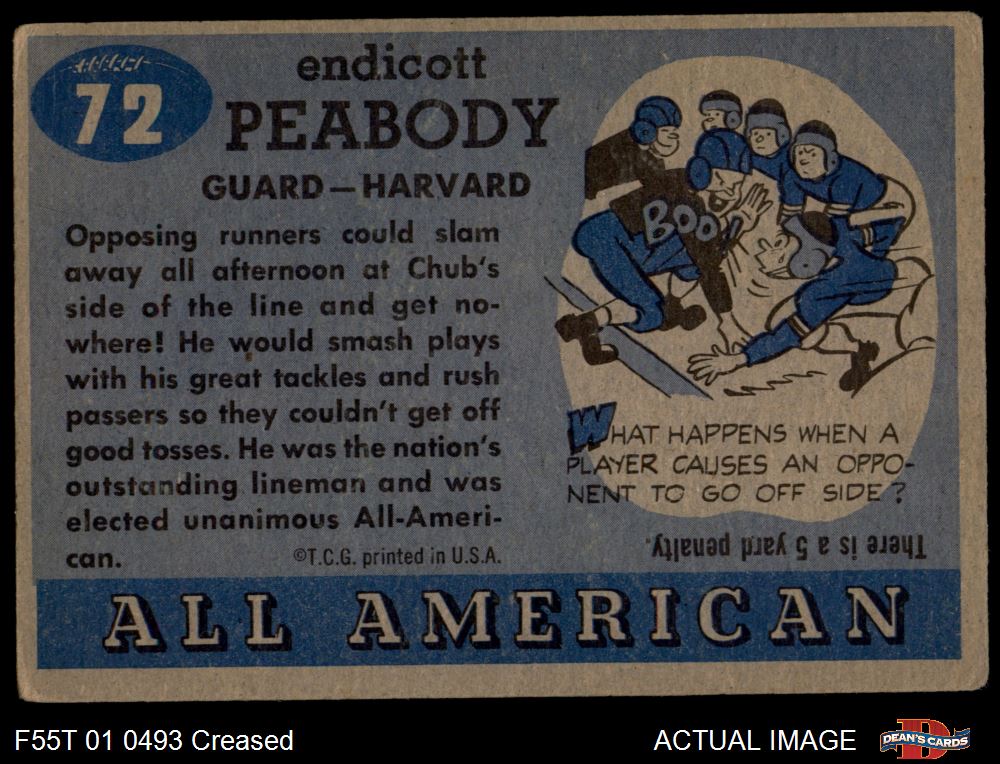 72
endicott
PEABODY
GUARD—HARVARD
Opposing runners could slam
away all afternoon at Chub's
side of the line and get no-
where! He would smash plays
with his great tackles and rush
passers so they couldn't get off
good tosses. He was the nation's
outstanding lineman and was
elected unanimous All-Ameri-
can.
©T.C.G. printed in U.S.A.
BOO!
WHAT HAPPENS WHEN A
PLAYER CAUSES AN OPPO-
NENT TO GO OFF SIDE?
There is a 5 yard penalty.
ALL AMERICAN
F55T 01 0493 Creased
ACTUAL IMAGE
D
DEAN'S CARDS